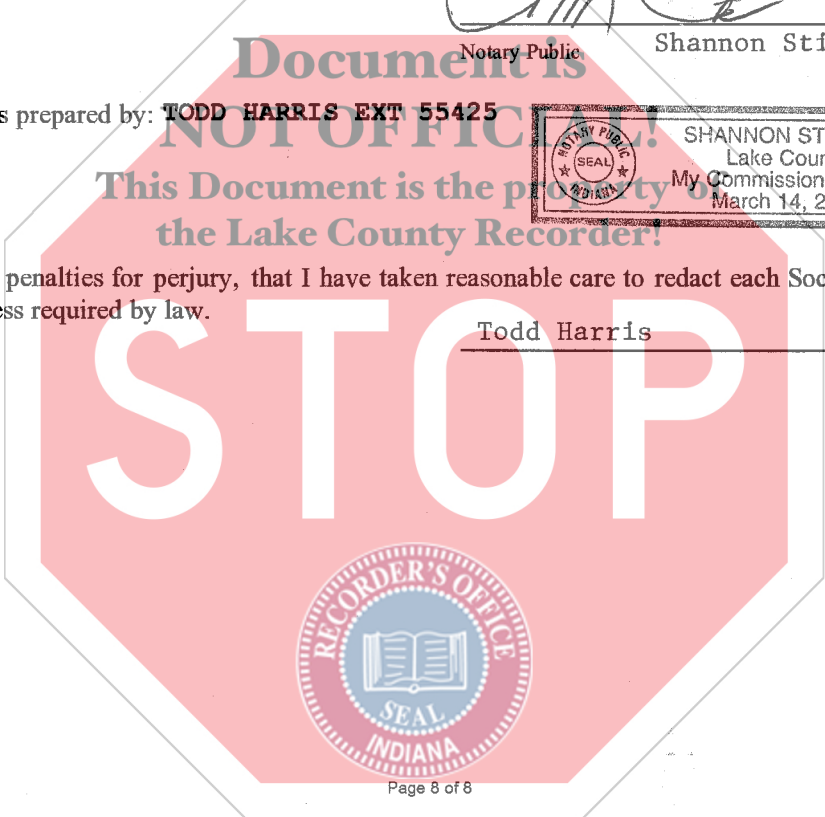 Document is
Notary Public
Shannon Sti
s prepared by: TODD HARRIS EXT 55425
NOT OFFICIAL!
NOTARY PUBLIC
SEAL
INDIANA
SHANNON ST
Lake Coun
My Commission
March 14, 2
This Document is the property of
the Lake County Recorder!
penalties for perjury, that I have taken reasonable care to redact each Soc
ess required by law.
Todd Harris
STOP
RECORDER'S OFFICE
SEAL
INDIANA
Page 8 of 8